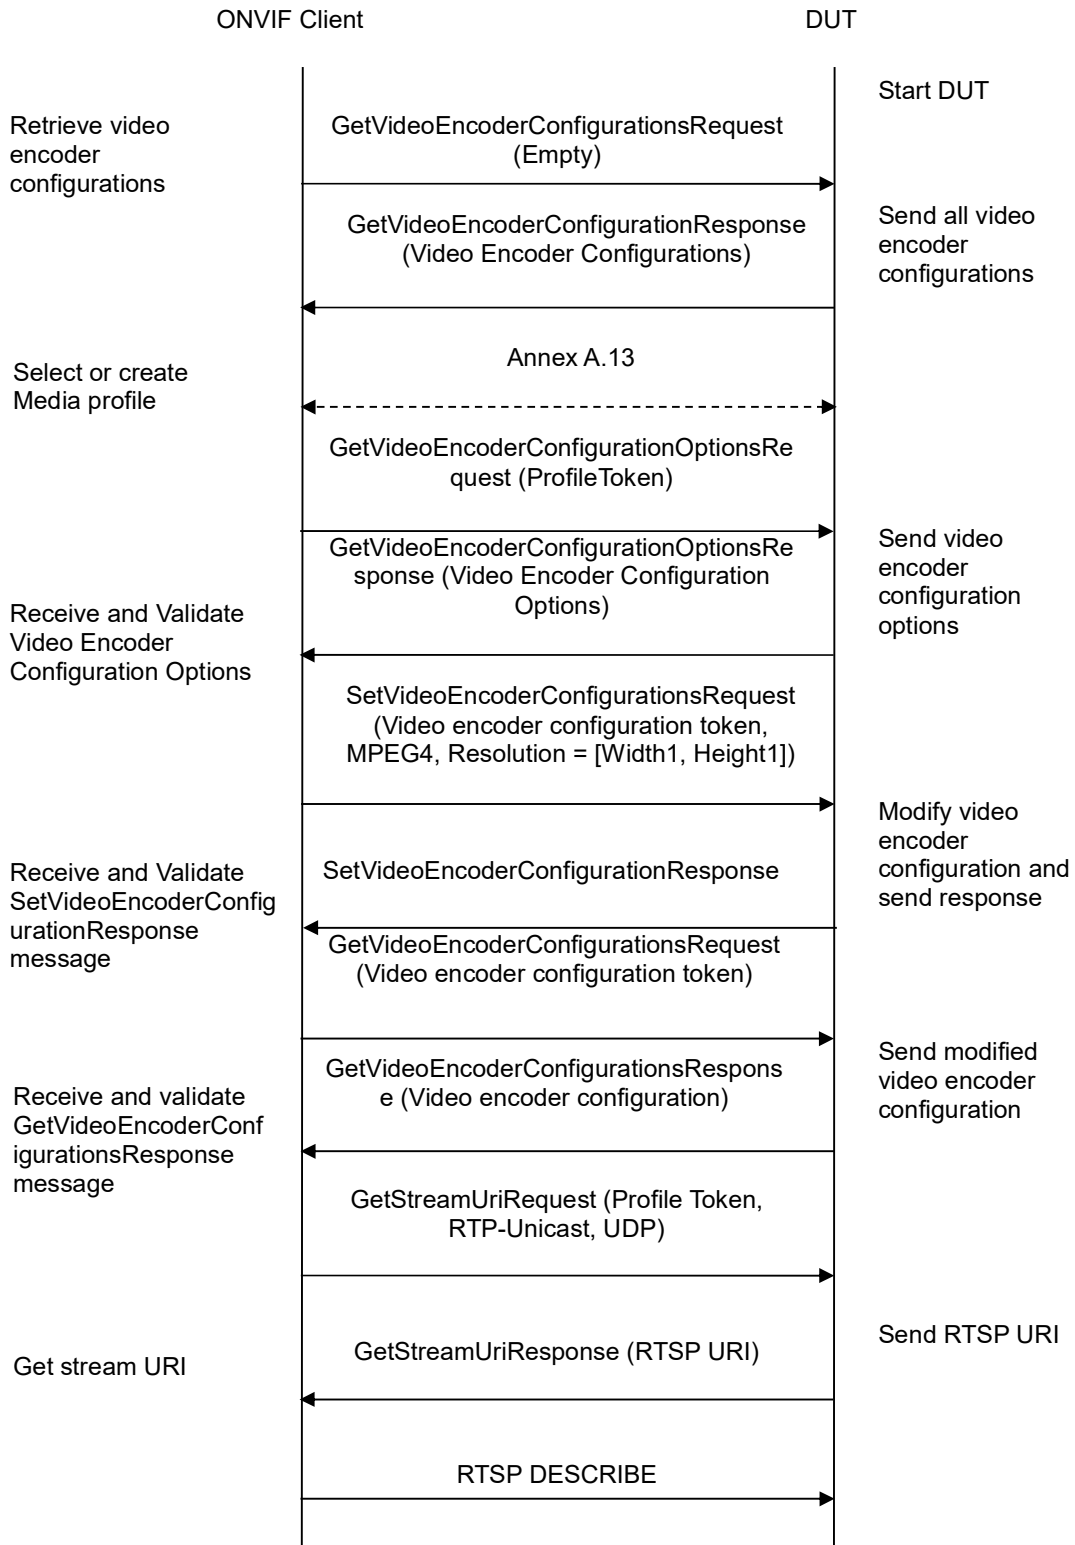 ONVIF Client
DUT
Start DUT
Retrieve video
encoder
configurations
GetVideoEncoderConfigurationsRequest
(Empty)
GetVideoEncoderConfigurationResponse
(Video Encoder Configurations)
Send all video
encoder
configurations
Select or create
Media profile
Annex A.13
GetVideoEncoderConfigurationOptionsRe
quest (ProfileToken)
GetVideoEncoderConfigurationOptionsRe
sponse (Video Encoder Configuration
Options)
Send video
encoder
configuration
options
Receive and Validate
Video Encoder
Configuration Options
SetVideoEncoderConfigurationsRequest
(Video encoder configuration token,
MPEG4, Resolution = [Width1, Height1])
Modify video
encoder
configuration and
send response
Receive and Validate
SetVideoEncoderConfig
urationResponse
message
SetVideoEncoderConfigurationResponse
GetVideoEncoderConfigurationsRequest
(Video encoder configuration token)
Send modified
video encoder
configuration
GetVideoEncoderConfigurationsRespons
e (Video encoder configuration)
Receive and validate
GetVideoEncoderConf
igurationsResponse
message
GetStreamUriRequest (Profile Token,
RTP-Unicast, UDP)
Send RTSP URI
GetStreamUriResponse (RTSP URI)
Get stream URI
RTSP DESCRIBE